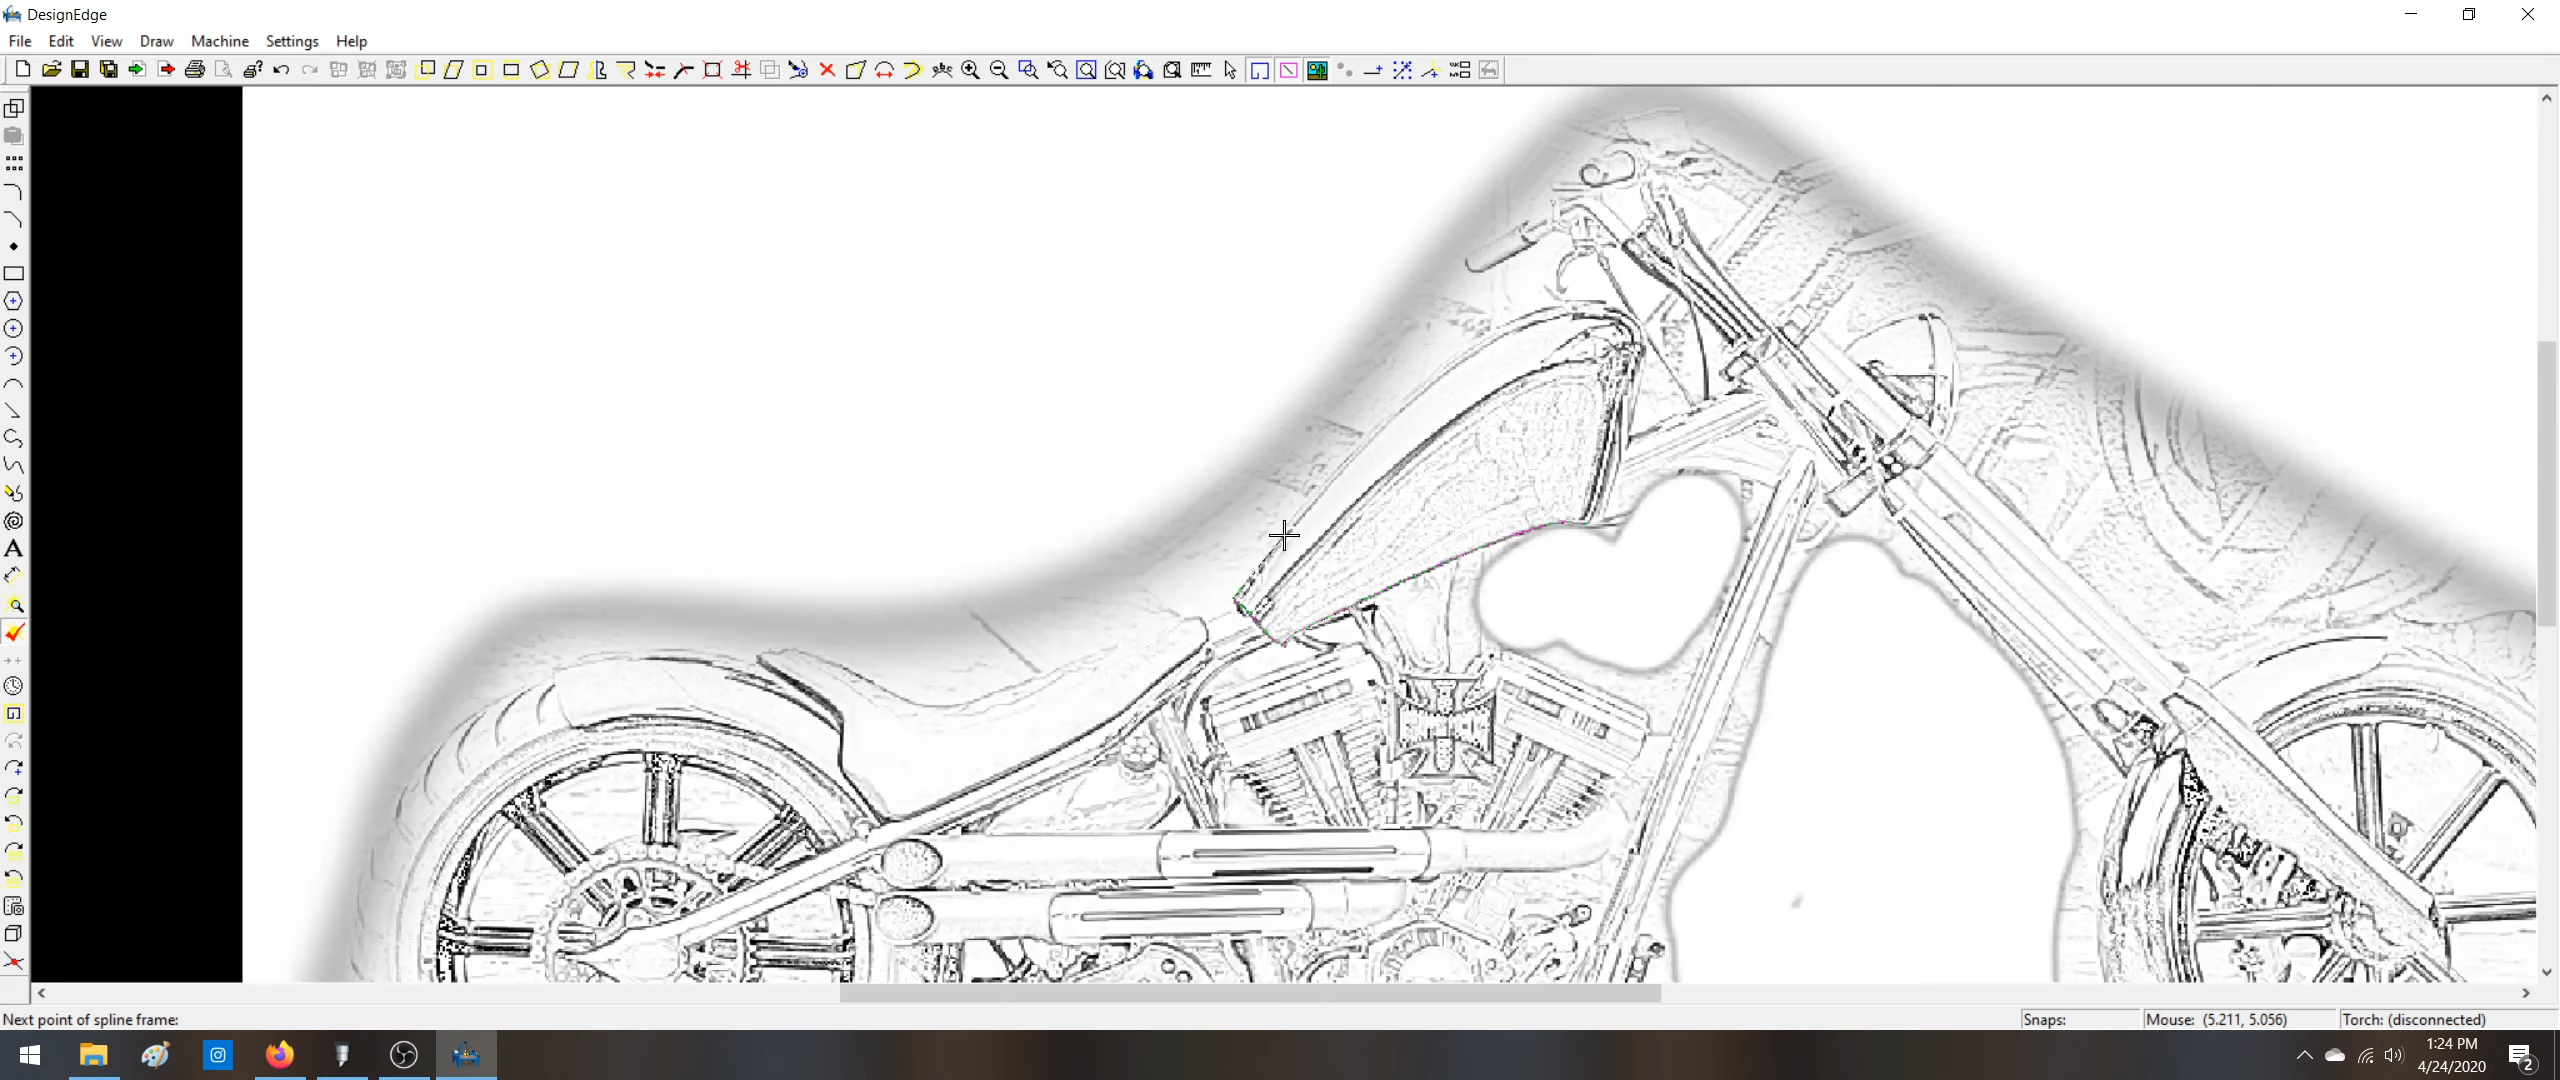 DesignEdge
File Edit View Draw Machine Settings Help
A
Next point of spline frame:
Snaps:
Mouse: (5.211, 5.056)
Torch: (disconnected)
1:24 PM
4/24/2020
2